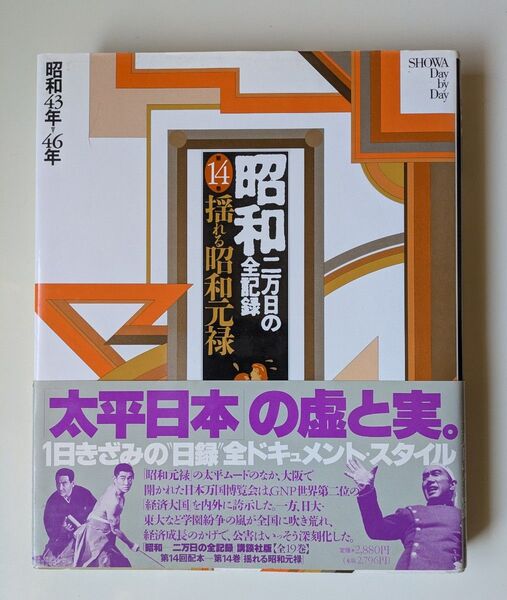 SHOWA
Day
by
Day
昭和43年▶46年
昭和
二万日の
全記録
第14巻
揺れる昭和元禄
「太平日本」の虚と実。
1日きざみの“日録”全ドキュメント・スタイル
「昭和元禄」の太平ムードのなか、大阪で
開かれた日本万国博覧会は、GNP世界第二位の
「経済大国」を内外に誇示した。一方、日大・
東大など学園紛争の嵐が全国に吹き荒れ、
経済成長のかげで、公害はいっそう深刻化した。
「昭和──二万日の全記録」講談社版【全19巻】
第14回配本──第14巻「揺れる昭和元禄」
定価＝2,880円
(本体2,796円)